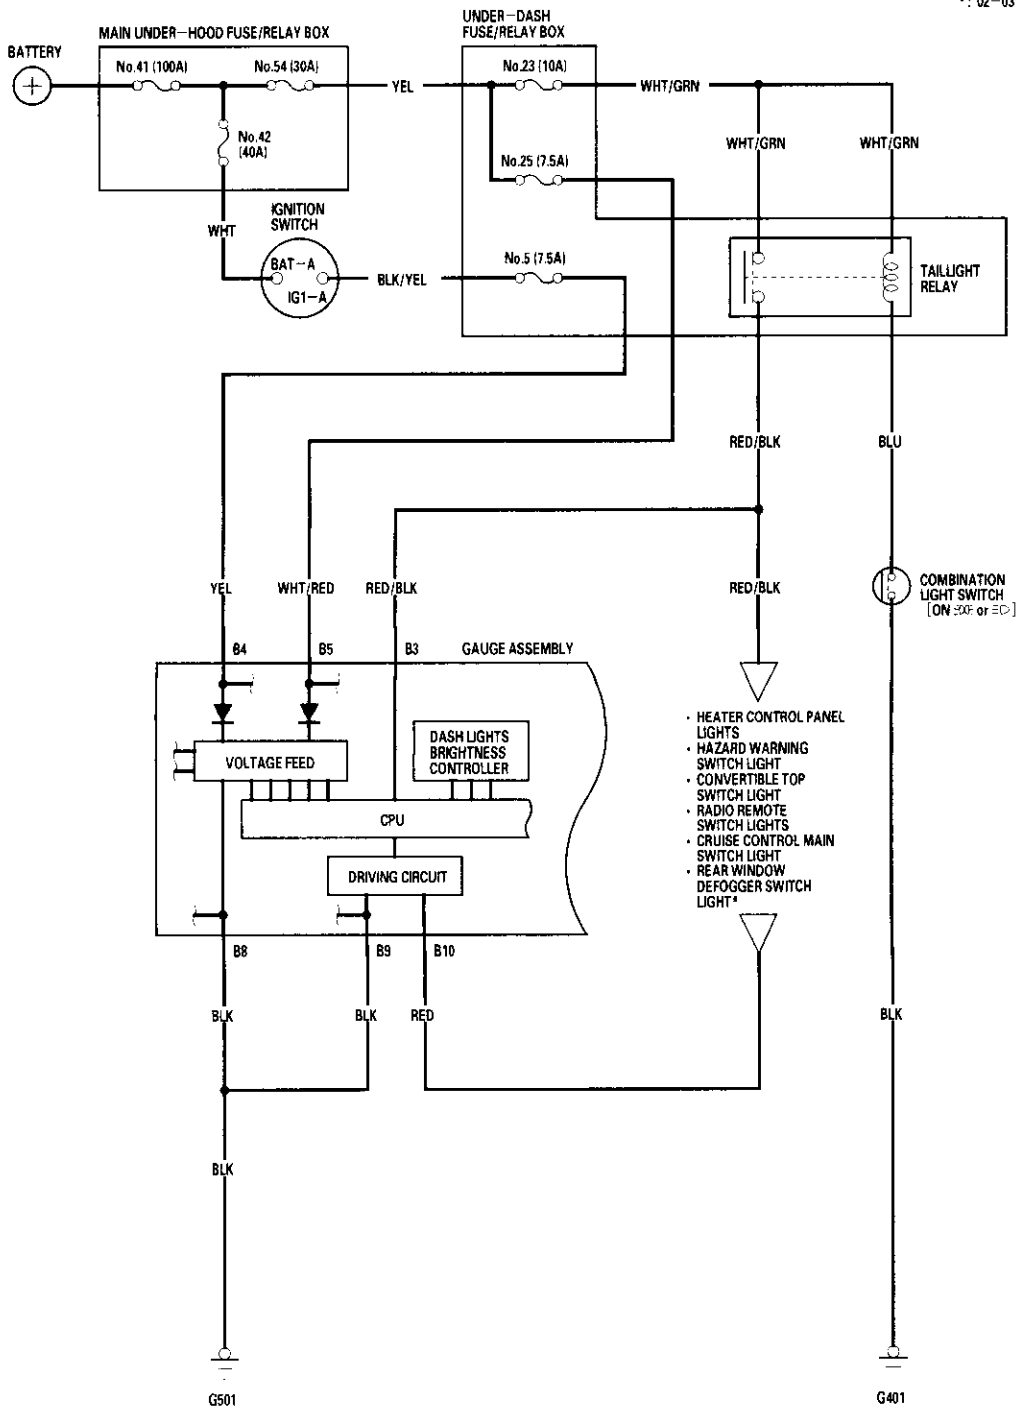 *: 02-03
UNDER-DASH
FUSE/RELAY BOX
MAIN UNDER-HOOD FUSE/RELAY BOX
BATTERY
No.41 (100A)
No.54 (30A)
YEL
No.23 (10A)
WHT/GRN
No.42
(40A)
WHT/GRN
WHT/GRN
No.25 (7.5A)
IGNITION
SWITCH
WHT
BAT-A
IG1-A
BLK/YEL
No.5 (7.5A)
TAILLIGHT
RELAY
RED/BLK
BLU
YEL
WHT/RED
RED/BLK
RED/BLK
COMBINATION
LIGHT SWITCH
[ON or ]
B4
B5
B3
GAUGE ASSEMBLY
VOLTAGE FEED
DASH LIGHTS
BRIGHTNESS
CONTROLLER
CPU
DRIVING CIRCUIT
· HEATER CONTROL PANEL
LIGHTS
· HAZARD WARNING
SWITCH LIGHT
· CONVERTIBLE TOP
SWITCH LIGHT
· RADIO REMOTE
SWITCH LIGHTS
· CRUISE CONTROL MAIN
SWITCH LIGHT
· REAR WINDOW
DEFOGGER SWITCH
LIGHT*
B8
B9
B10
BLK
BLK
RED
BLK
BLK
G501
G401